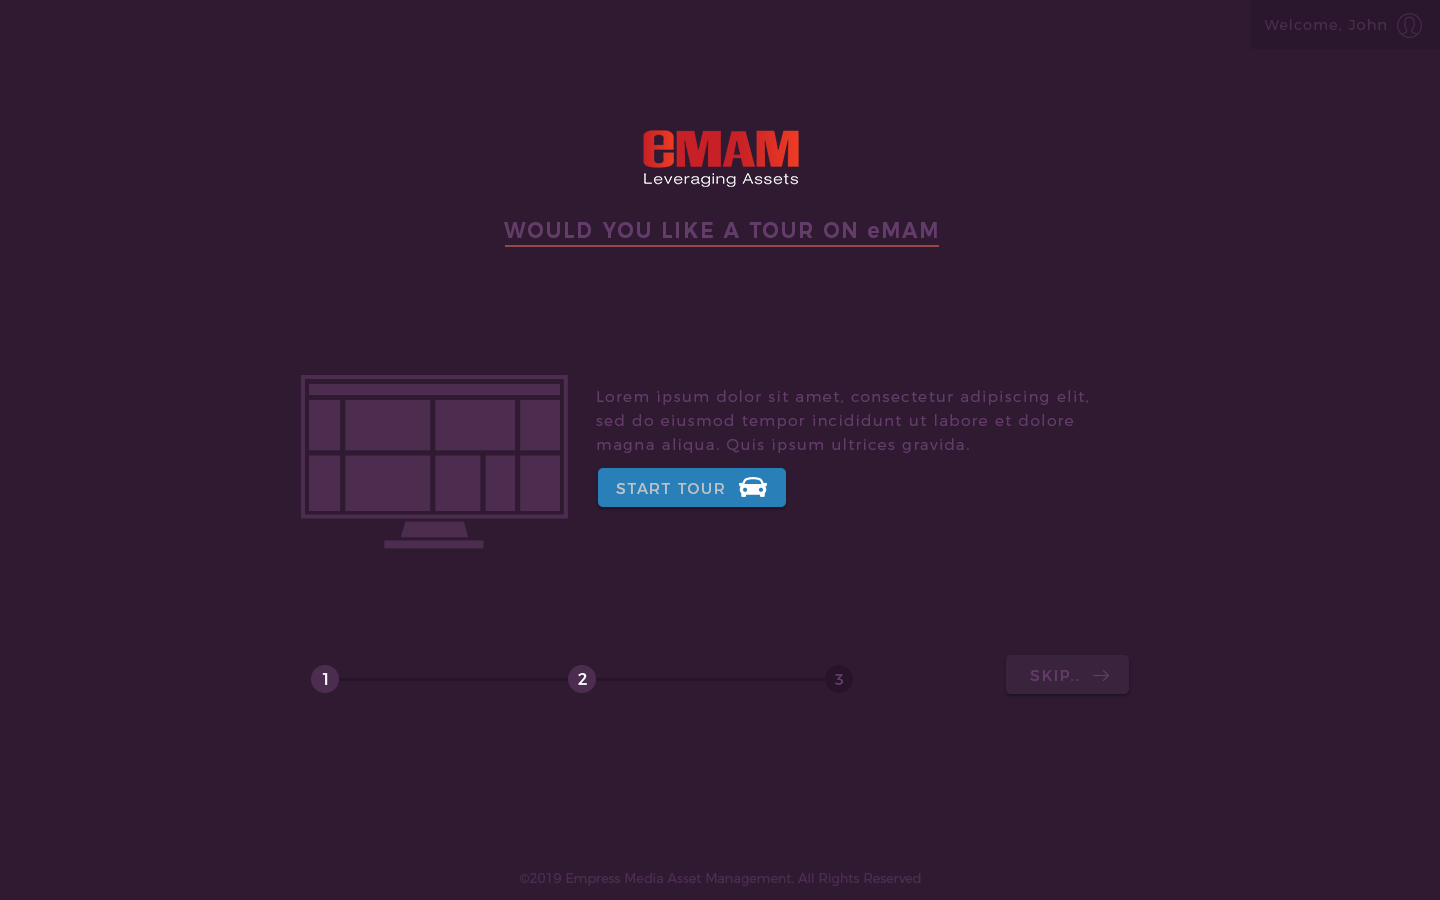 Welcome, John
eMAM
Leveraging Assets
WOULD YOU LIKE A TOUR ON eMAM
Lorem ipsum dolor sit amet, consectetur adipiscing elit,
sed do eiusmod tempor incididunt ut labore et dolore
magna aliqua. Quis ipsum ultrices gravida.
START TOUR
1 2 3
SKIP..
©2019 Empress Media Asset Management. All Rights Reserved